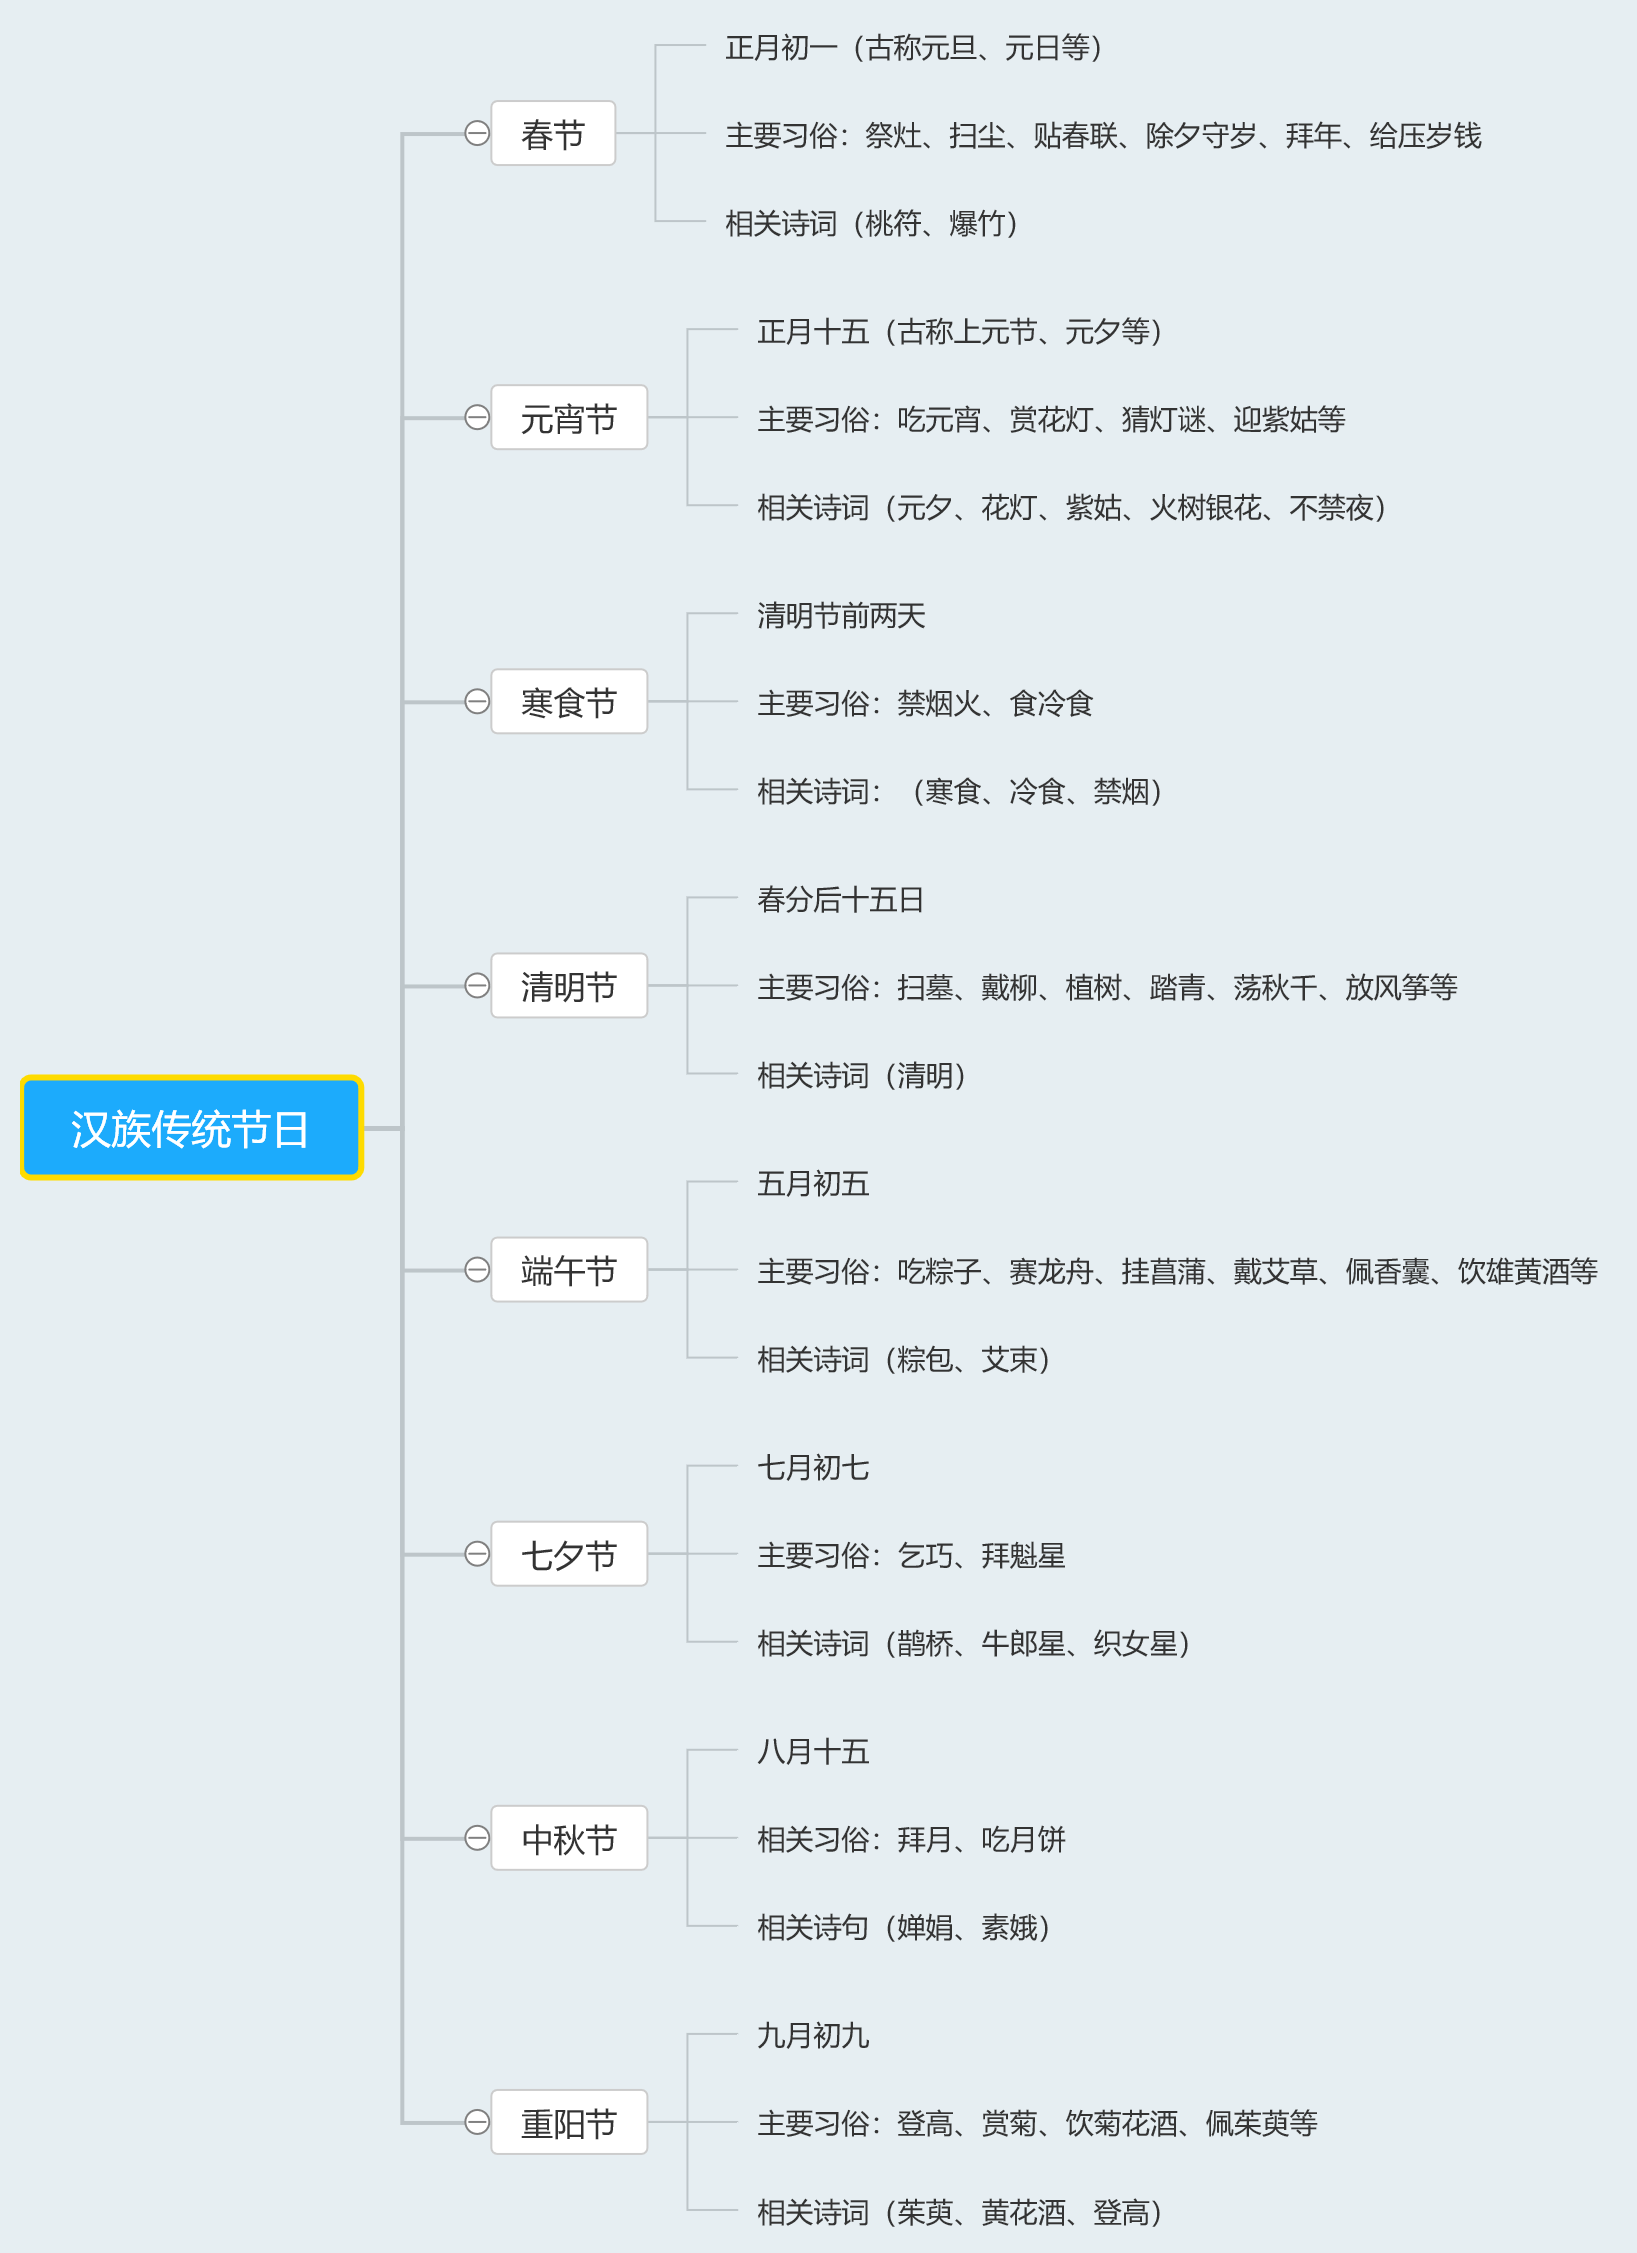 汉族传统节日
春节
正月初一（古称元旦、元日等）
主要习俗：祭灶、扫尘、贴春联、除夕守岁、拜年、给压岁钱
相关诗词（桃符、爆竹）
元宵节
正月十五（古称上元节、元夕等）
主要习俗：吃元宵、赏花灯、猜灯谜、迎紫姑等
相关诗词（元夕、花灯、紫姑、火树银花、不禁夜）
寒食节
清明节前两天
主要习俗：禁烟火、食冷食
相关诗词：（寒食、冷食、禁烟）
清明节
春分后十五日
主要习俗：扫墓、戴柳、植树、踏青、荡秋千、放风筝等
相关诗词（清明）
端午节
五月初五
主要习俗：吃粽子、赛龙舟、挂菖蒲、戴艾草、佩香囊、饮雄黄酒等
相关诗词（粽包、艾束）
七夕节
七月初七
主要习俗：乞巧、拜魁星
相关诗词（鹊桥、牛郎星、织女星）
中秋节
八月十五
相关习俗：拜月、吃月饼
相关诗句（婵娟、素娥）
重阳节
九月初九
主要习俗：登高、赏菊、饮菊花酒、佩茱萸等
相关诗词（茱萸、黄花酒、登高）